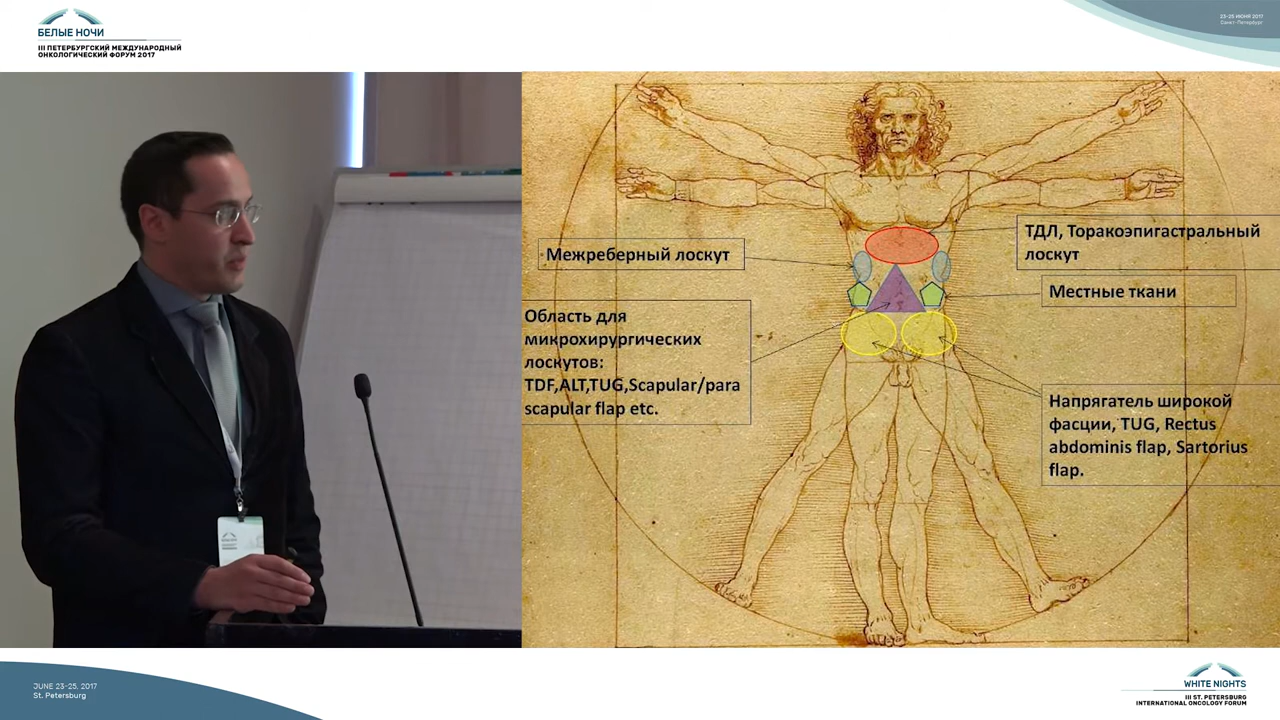 БЕЛЫЕ НОЧИ
III ПЕТЕРБУРГСКИЙ МЕЖДУНАРОДНЫЙ
ОНКОЛОГИЧЕСКИЙ ФОРУМ 2017
23-25 ИЮНЯ 2017
Санкт-Петербург
Межреберный лоскут
Область для
микрохирургических
лоскутов:
TDF,ALT,TUG,Scapular/para
scapular flap etc.
ТДЛ, Торакоэпигастральный
лоскут
Местные ткани
Напрягатель широкой
фасции, TUG, Rectus
abdominis flap, Sartorius
flap.
JUNE 23-25, 2017
St. Petersburg
WHITE NIGHTS
III ST. PETERSBURG
INTERNATIONAL ONCOLOGY FORUM